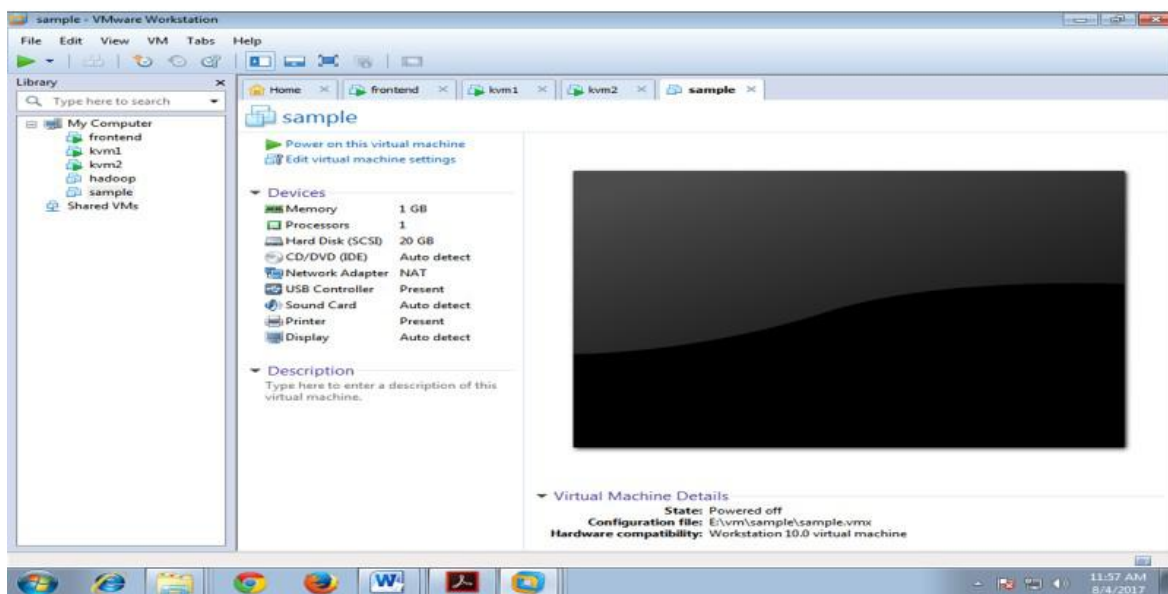 sample - VMware Workstation
File Edit View VM Tabs Help
Library
Type here to search
My Computer
frontend
kvm1
kvm2
hadoop
sample
Shared VMs
Home frontend kvm1 kvm2 sample
sample
Power on this virtual machine
Edit virtual machine settings
Devices
Memory 1 GB
Processors 1
Hard Disk (SCSI) 20 GB
CD/DVD (IDE) Auto detect
Network Adapter NAT
USB Controller Present
Sound Card Auto detect
Printer Present
Display Auto detect
Description
Type here to enter a description of this
virtual machine.
Virtual Machine Details
State: Powered off
Configuration file: E:\vm\sample\sample.vmx
Hardware compatibility: Workstation 10.0 virtual machine
11:57 AM
8/4/2017